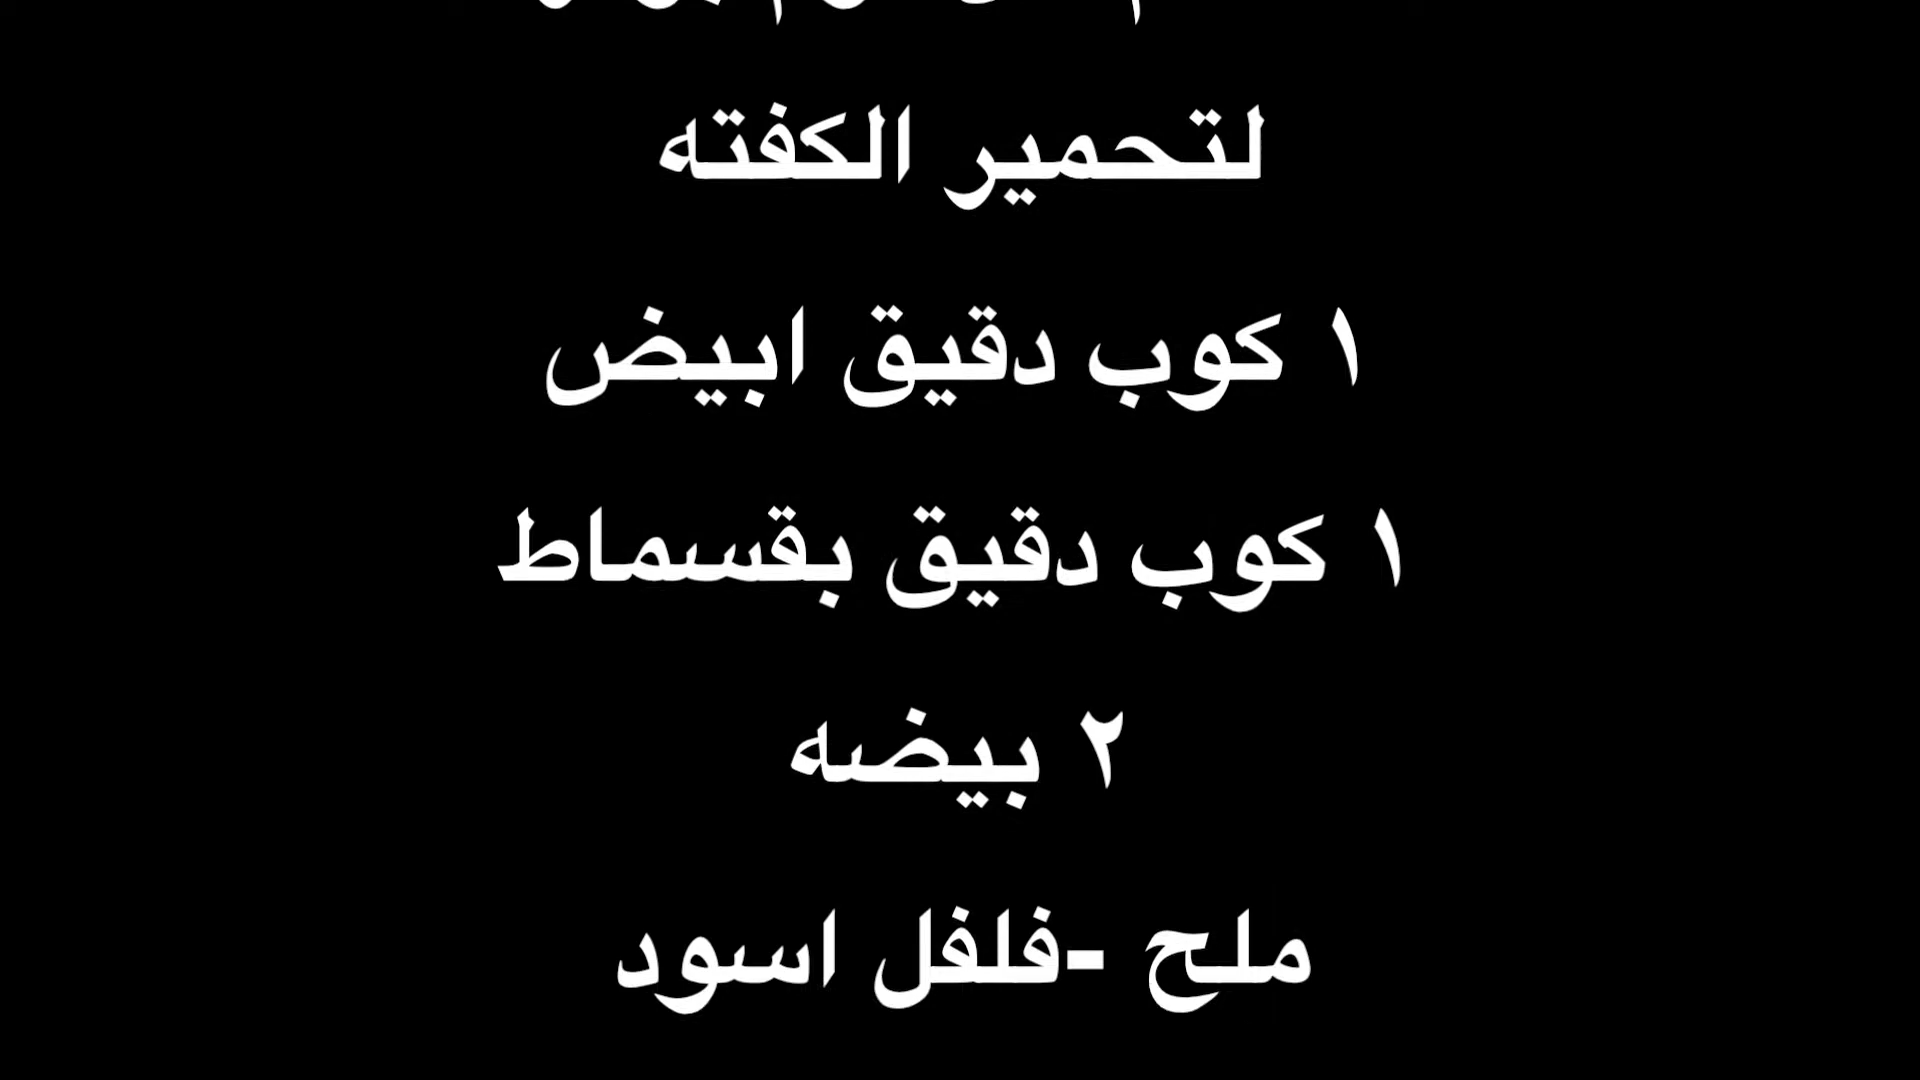 لتحمير الكفته
١ كوب دقيق ابيض
١ كوب دقيق بقسماط
٢ بيضه
ملح -فلفل اسود